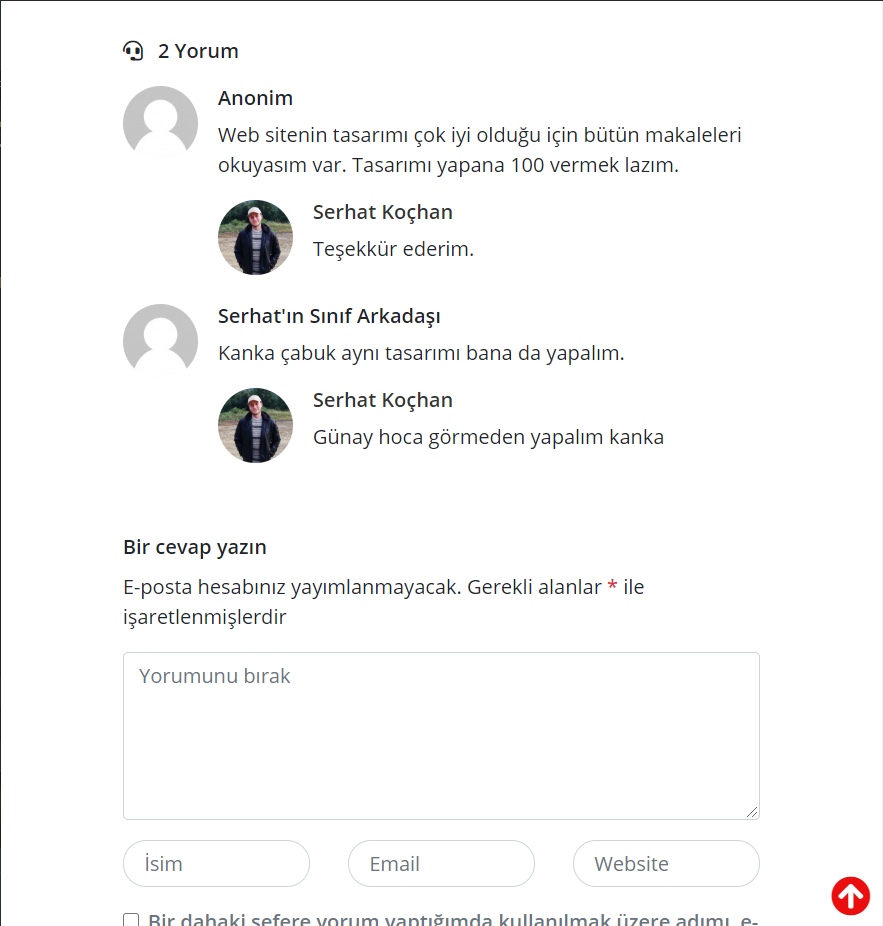 2 Yorum
Anonim
Web sitenin tasarımı çok iyi olduğu için bütün makaleleri
okuyasım var. Tasarımı yapana 100 vermek lazım.
Serhat Koçhan
Teşekkür ederim.
Serhat'ın Sınıf Arkadaşı
Kanka çabuk aynı tasarımı bana da yapalım.
Serhat Koçhan
Günay hoca görmeden yapalım kanka
Bir cevap yazın
E-posta hesabınız yayımlanmayacak. Gerekli alanlar * ile
işaretlenmişlerdir
Yorumunu bırak
İsim Email Website
Bir dahaki sefere yorum yaptığımda kullanılmak üzere adımı, e-